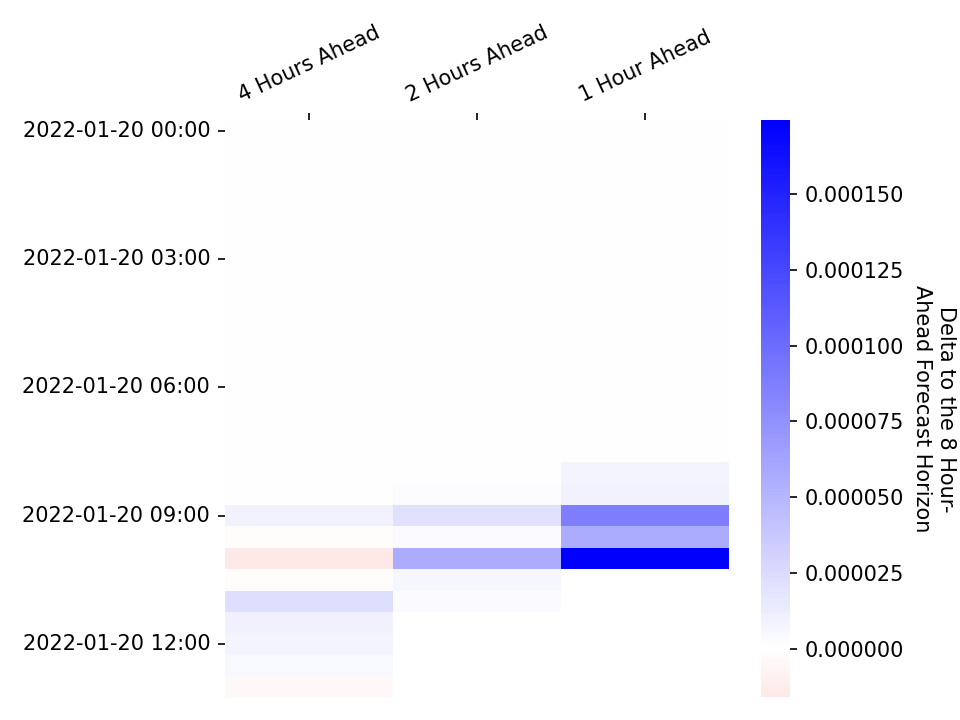 4 Hours Ahead
2 Hours Ahead
1 Hour Ahead
2022-01-20 00:00
2022-01-20 03:00
2022-01-20 06:00
2022-01-20 09:00
2022-01-20 12:00
0.000150
0.000125
0.000100
0.000075
0.000050
0.000025
0.000000
Delta to the 8 Hour-
Ahead Forecast Horizon